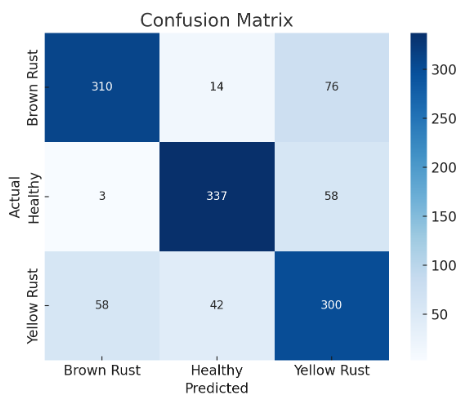 Confusion Matrix
Brown Rust 310 14 76
Actual
Healthy 3 337 58
Yellow Rust 58 42 300
Brown Rust Healthy Yellow Rust
Predicted
300
250
200
150
100
50